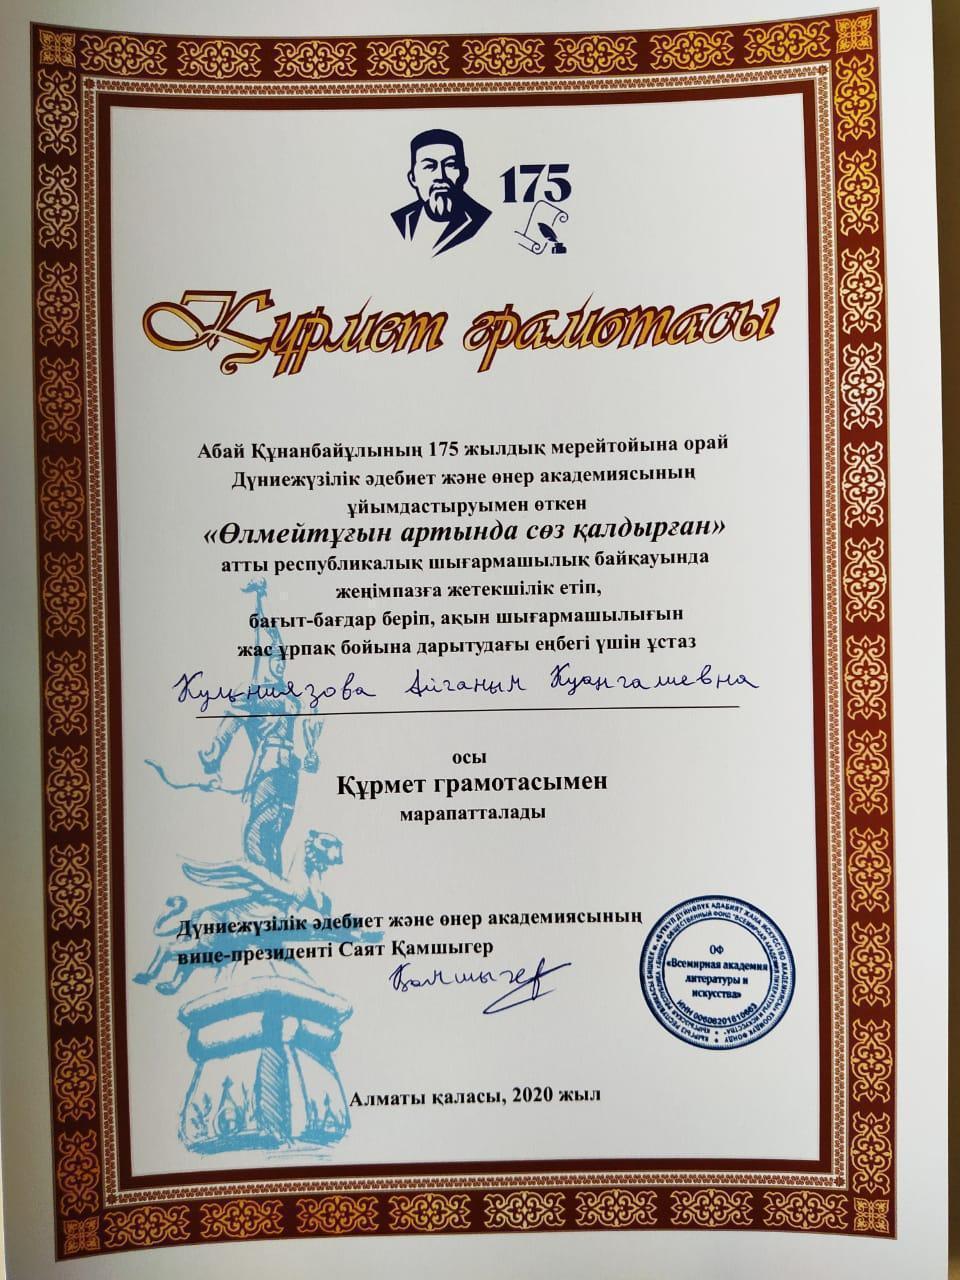 175
Құрмет грамотасы
Абай Құнанбайұлының 175 жылдық мерейтойына орай
Дүниежүзілік әдебиет және өнер академиясының
ұйымдастыруымен өткен
«Өлмейтұғын артында сөз қалдырған»
атты республикалық шығармашылық байқауында
жеңімпазға жетекшілік етіп,
бағыт-бағдар беріп, ақын шығармашылығын
жас ұрпақ бойына дарытудағы еңбегі үшін ұстаз
Кульниязова Айганым Куангалиевна
осы
Құрмет грамотасымен
марапатталады
Дүниежүзілік әдебиет және өнер академиясының
вице-президенті Саят Қамшыгер
Қамшыгер
ОФ
«Всемирная академия
литературы и
искусства»
Алматы қаласы, 2020 жыл